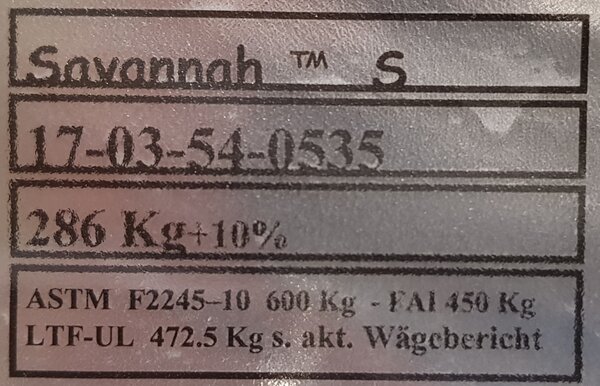 Savannah ™ S
17-03-54-0535
286 Kg+10%
ASTM F2245-10 600 Kg - FAI 450 Kg
LTF-UL 472.5 Kg s. akt. Wägebericht